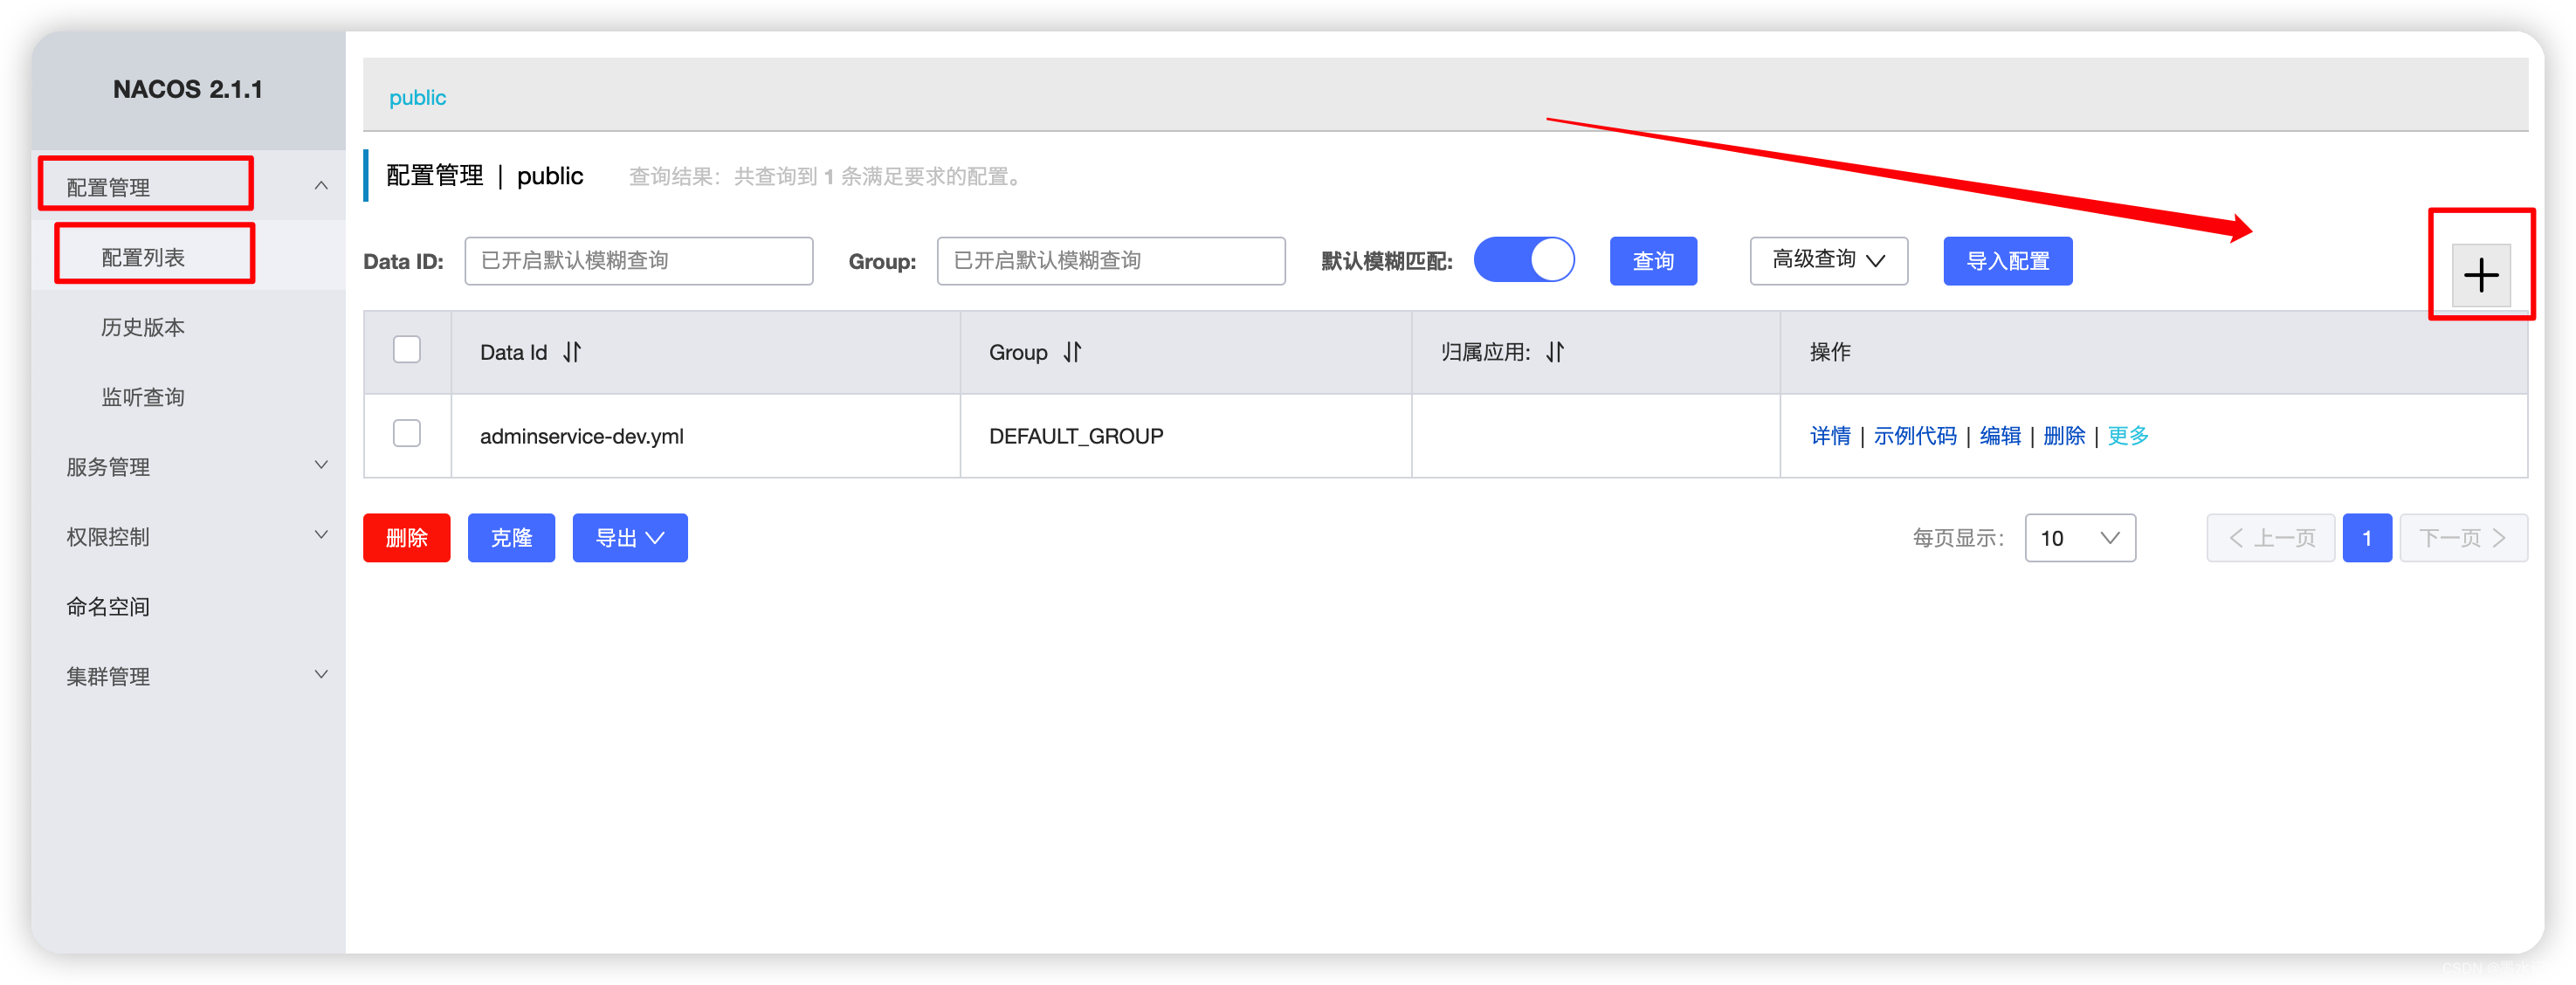 NACOS 2.1.1
配置管理
配置列表
历史版本
监听查询
服务管理
权限控制
命名空间
集群管理
public
配置管理 | public 查询结果：共查询到 1 条满足要求的配置。
Data ID: 已开启默认模糊查询 Group: 已开启默认模糊查询 默认模糊匹配: 查询 高级查询 导入配置
Data Id Group 归属应用: 操作
adminservice-dev.yml DEFAULT_GROUP 详情 | 示例代码 | 编辑 | 删除 | 更多
删除 克隆 导出 每页显示: 10 上一页 1 下一页
CSDN